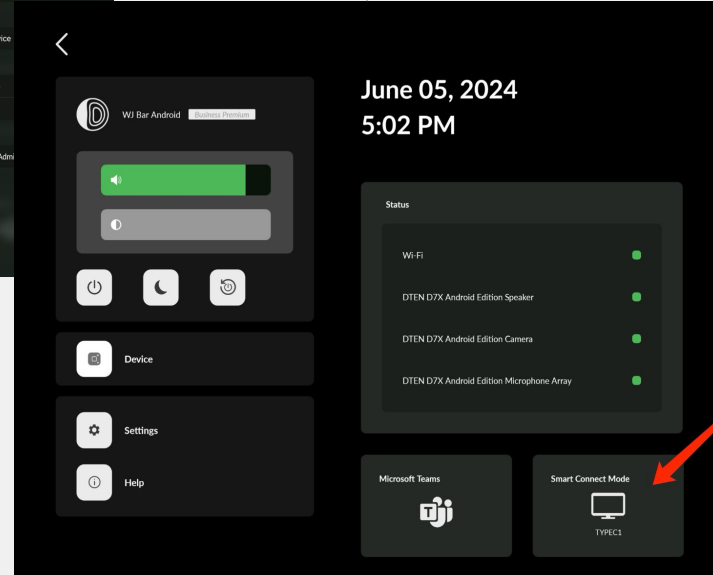 June 05, 2024
5:02 PM
WJ Bar Android Business Premium
Device
Settings
Help
Status
Wi-Fi
DTEN D7X Android Edition Speaker
DTEN D7X Android Edition Camera
DTEN D7X Android Edition Microphone Array
Microsoft Teams
Smart Connect Mode
TYPEC1